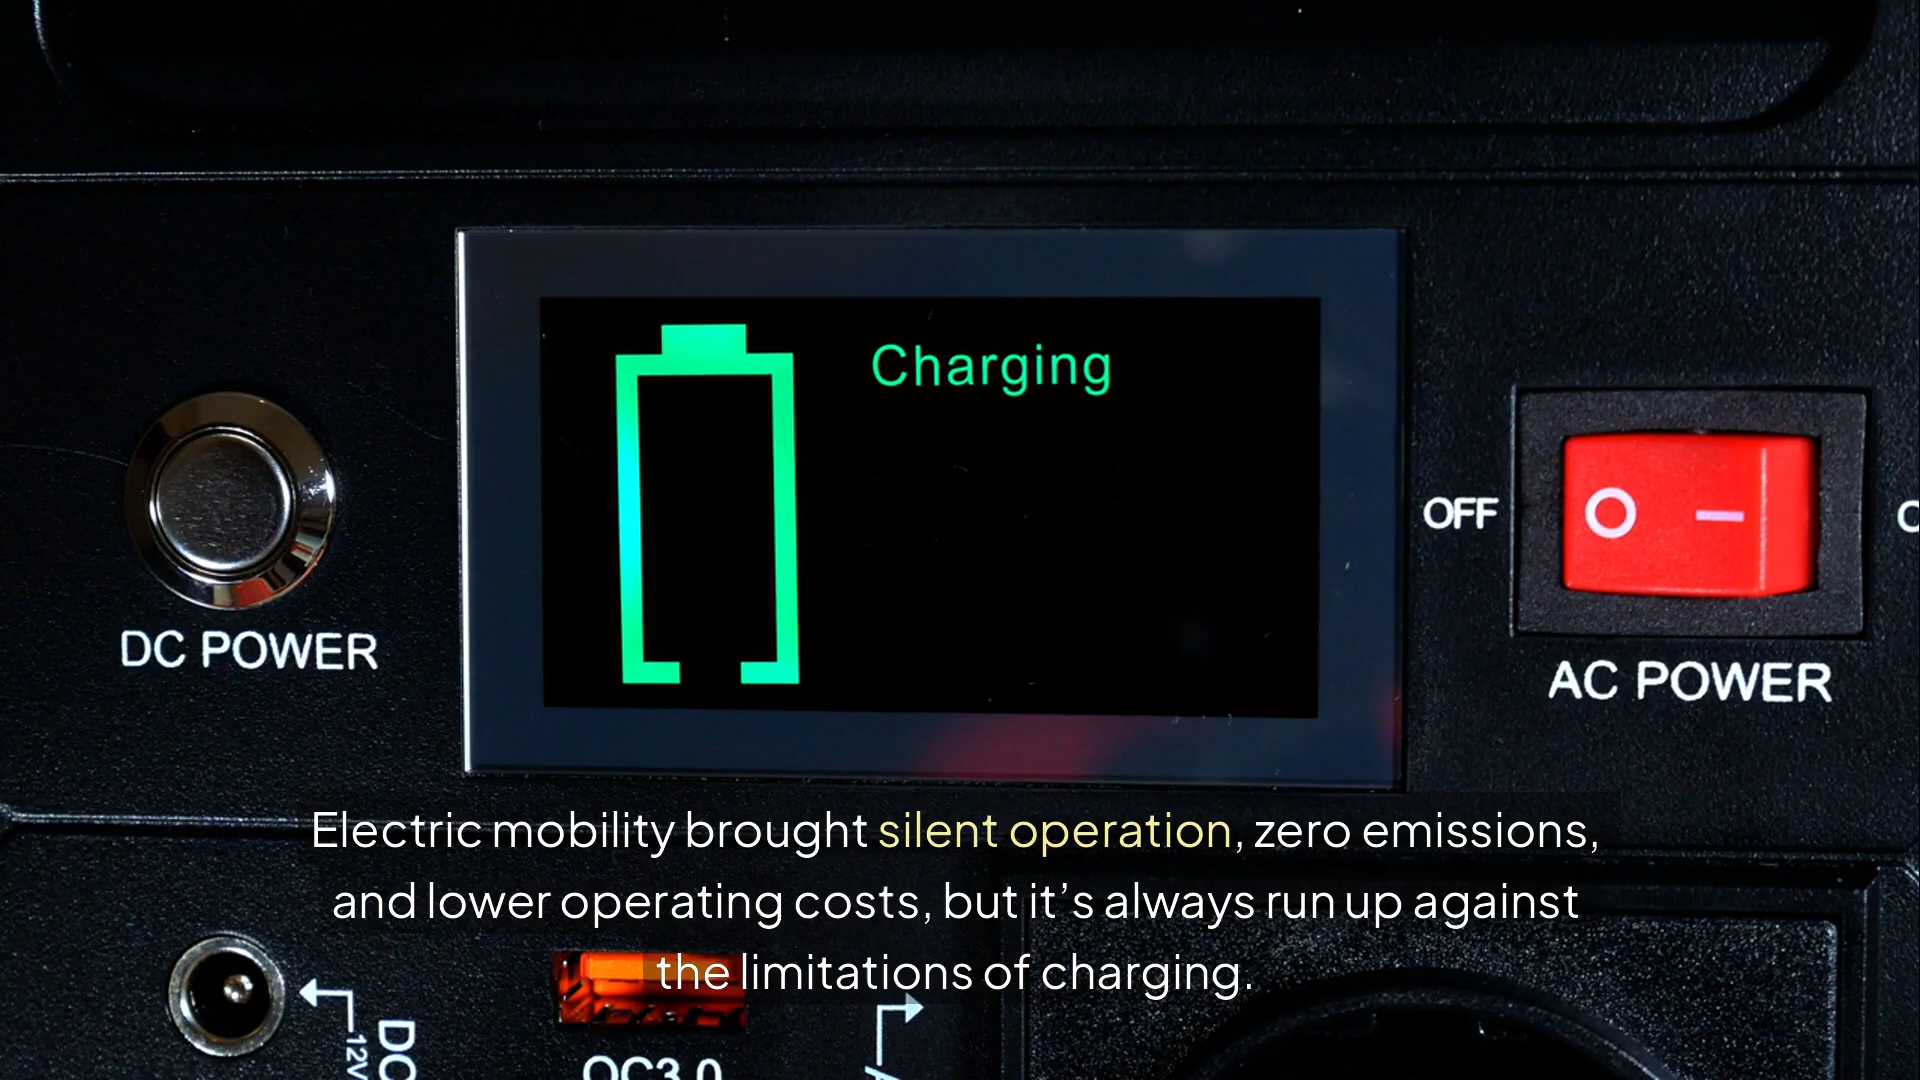 Charging
OFF
DC POWER
AC POWER
Electric mobility brought silent operation, zero emissions,
and lower operating costs, but it's always run up against
the limitations of charging.
12V
QC3.0